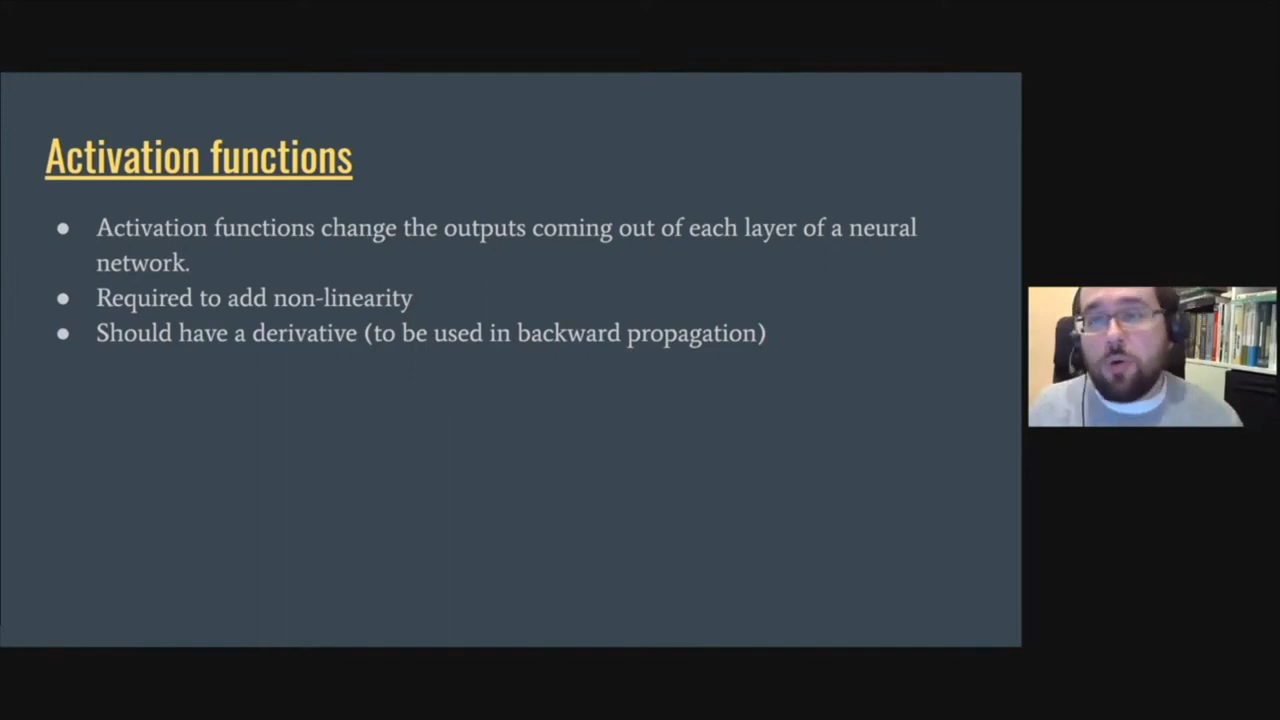 Activation functions
● Activation functions change the outputs coming out of each layer of a neural
network.
● Required to add non-linearity
● Should have a derivative (to be used in backward propagation)